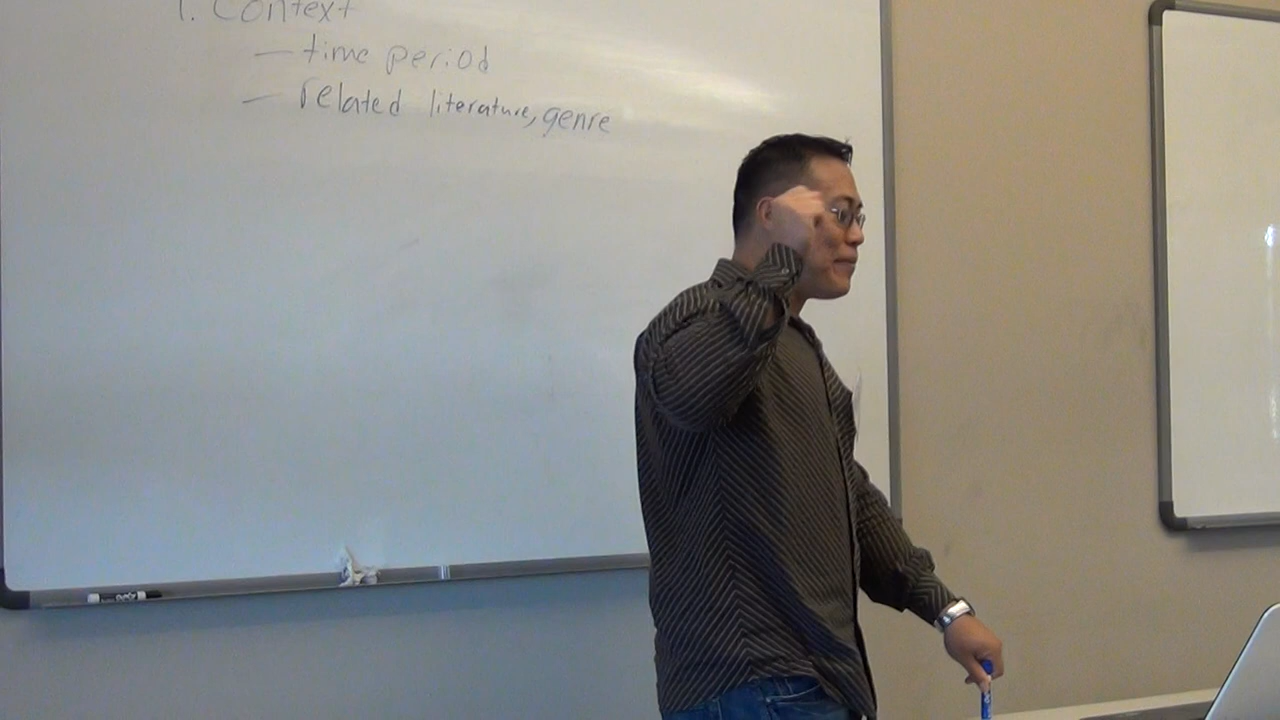 1. Context
– time period
– related literature, genre